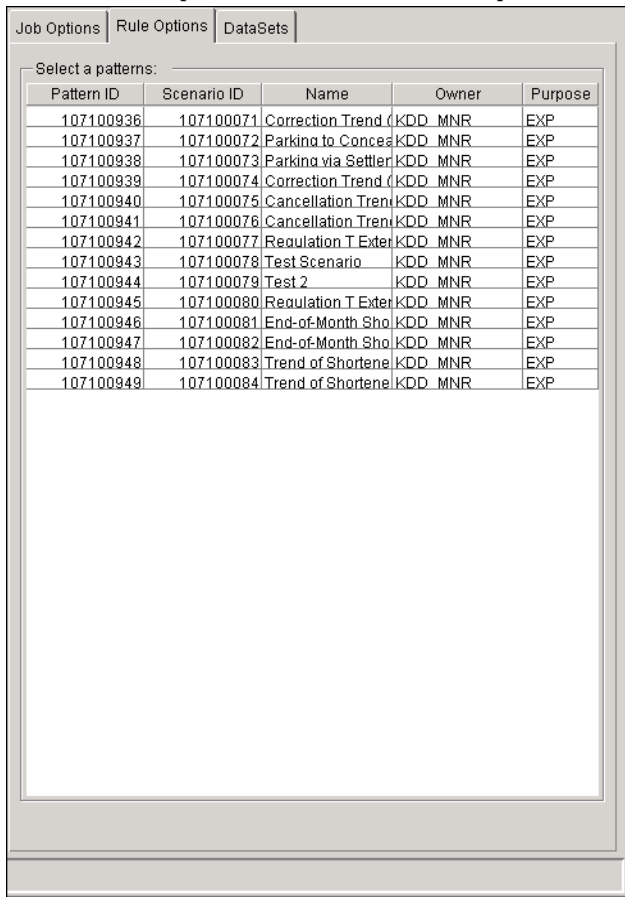 Job Options Rule Options DataSets
Select a patterns:
Pattern ID Scenario ID Name Owner Purpose
107100936 107100071 Correction Trend ( KDD MNR EXP
107100937 107100072 Parking to Concea KDD MNR EXP
107100938 107100073 Parking via Settler KDD MNR EXP
107100939 107100074 Correction Trend ( KDD MNR EXP
107100940 107100075 Cancellation Tren KDD MNR EXP
107100941 107100076 Cancellation Tren KDD MNR EXP
107100942 107100077 Regulation T Exter KDD MNR EXP
107100943 107100078 Test Scenario KDD MNR EXP
107100944 107100079 Test 2 KDD MNR EXP
107100945 107100080 Regulation T Exter KDD MNR EXP
107100946 107100081 End-of-Month Sho KDD MNR EXP
107100947 107100082 End-of-Month Sho KDD MNR EXP
107100948 107100083 Trend of Shortene KDD MNR EXP
107100949 107100084 Trend of Shortene KDD MNR EXP